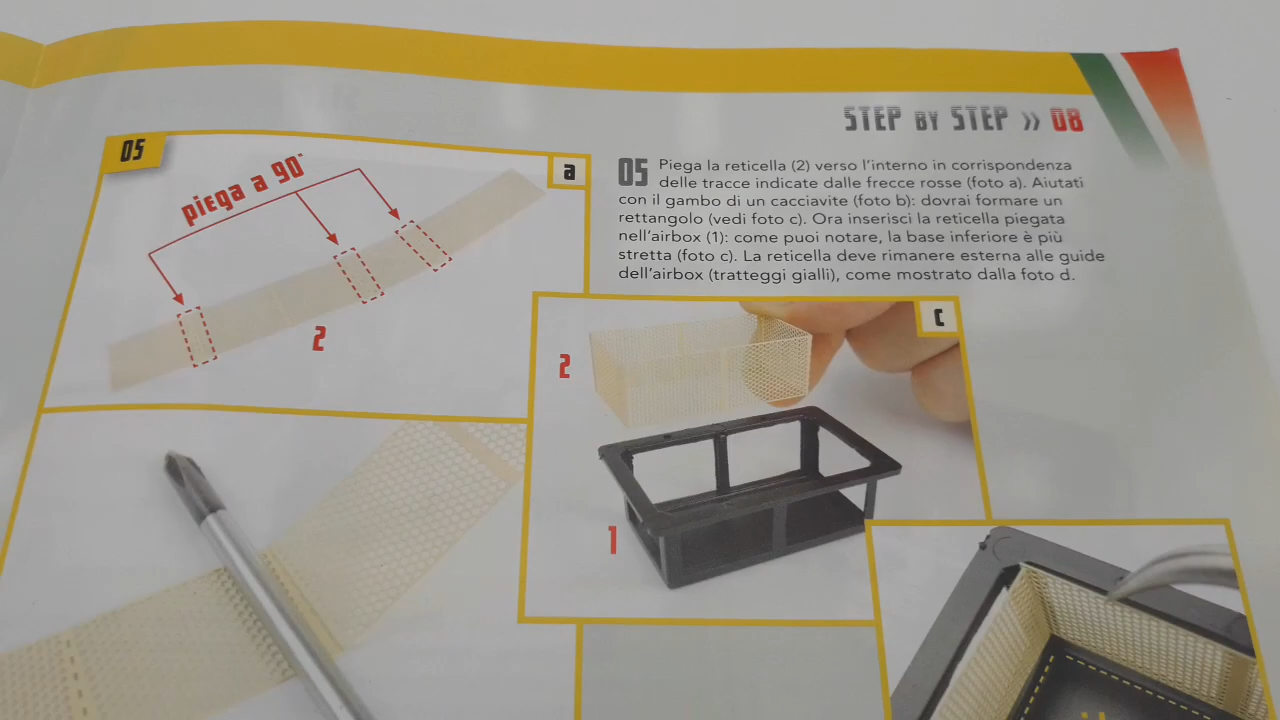 STEP BY STEP » 08
05
a
piega a 90°
2
05 Piega la reticella (2) verso l'interno in corrispondenza
delle tracce indicate dalle frecce rosse (foto a). Aiutati
con il gambo di un cacciavite (foto b): dovrai formare un
rettangolo (vedi foto c). Ora inserisci la reticella piegata
nell'airbox (1): come puoi notare, la base inferiore è più
stretta (foto c). La reticella deve rimanere esterna alle guide
dell'airbox (tratteggi gialli), come mostrato dalla foto d.
c
2
1